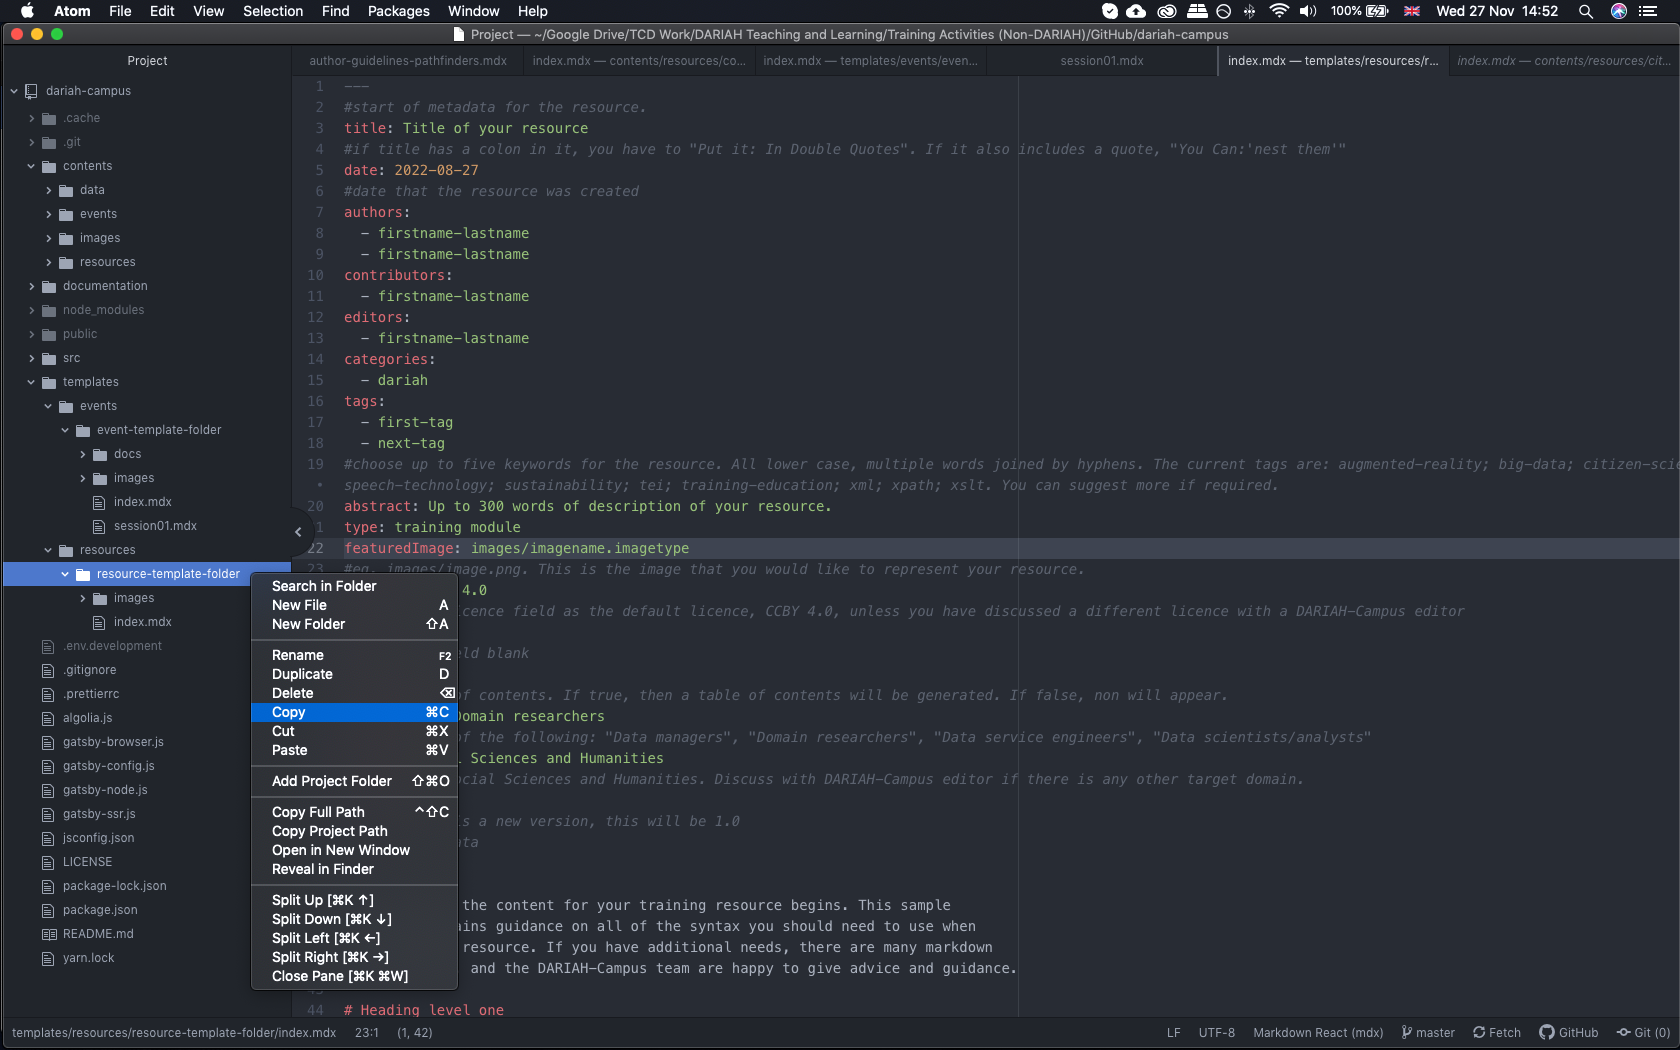 Atom File Edit View Selection Find Packages Window Help 100% Wed 27 Nov 14:52
Project — ~/Google Drive/TCD Work/DARIAH Teaching and Learning/Training Activities (Non-DARIAH)/GitHub/dariah-campus
Project
author-guidelines-pathfinders.mdx
index.mdx — contents/resources/co...
index.mdx — templates/events/even...
session01.mdx
index.mdx — templates/resources/r...
index.mdx — contents/resources/cit...
dariah-campus
.cache
.git
contents
data
events
images
resources
documentation
node_modules
public
src
templates
events
event-template-folder
docs
images
index.mdx
session01.mdx
resources
resource-template-folder
images
index.mdx
.env.development
.gitignore
.prettierrc
algolia.js
gatsby-browser.js
gatsby-config.js
gatsby-node.js
gatsby-ssr.js
jsconfig.json
LICENSE
package-lock.json
package.json
README.md
yarn.lock
1 ---
2 #start of metadata for the resource.
3 title: Title of your resource
4 #if title has a colon in it, you have to "Put it: In Double Quotes". If it also includes a quote, "You Can:'nest them'"
5 date: 2022-08-27
6 #date that the resource was created
7 authors:
8 - firstname-lastname
9 - firstname-lastname
10 contributors:
11 - firstname-lastname
12 editors:
13 - firstname-lastname
14 categories:
15 - dariah
16 tags:
17 - first-tag
18 - next-tag
19 #choose up to five keywords for the resource. All lower case, multiple words joined by hyphens. The current tags are: augmented-reality; big-data; citizen-scie
• speech-technology; sustainability; tei; training-education; xml; xpath; xslt. You can suggest more if required.
20 abstract: Up to 300 words of description of your resource.
1 type: training module
22 featuredImage: images/imagename.imagetype
23 #eg. images/image.png. This is the image that you would like to represent your resource.
4.0
icence field as the default licence, CCBY 4.0, unless you have discussed a different licence with a DARIAH-Campus editor
ld blank
f contents. If true, then a table of contents will be generated. If false, non will appear.
Domain researchers
f the following: "Data managers", "Domain researchers", "Data service engineers", "Data scientists/analysts"
l Sciences and Humanities
ocial Sciences and Humanities. Discuss with DARIAH-Campus editor if there is any other target domain.
s a new version, this will be 1.0
ta
the content for your training resource begins. This sample
ains guidance on all of the syntax you should need to use when
resource. If you have additional needs, there are many markdown
and the DARIAH-Campus team are happy to give advice and guidance.
44 # Heading level one
Search in Folder
New File A
New Folder ⇧A
Rename F2
Duplicate D
Delete ⌫
Copy ⌘C
Cut ⌘X
Paste ⌘V
Add Project Folder ⇧⌘O
Copy Full Path ^⇧C
Copy Project Path
Open in New Window
Reveal in Finder
Split Up [⌘K ↑]
Split Down [⌘K ↓]
Split Left [⌘K ←]
Split Right [⌘K →]
Close Pane [⌘K ⌘W]
templates/resources/resource-template-folder/index.mdx 23:1 (1, 42) LF UTF-8 Markdown React (mdx) master Fetch GitHub Git (0)